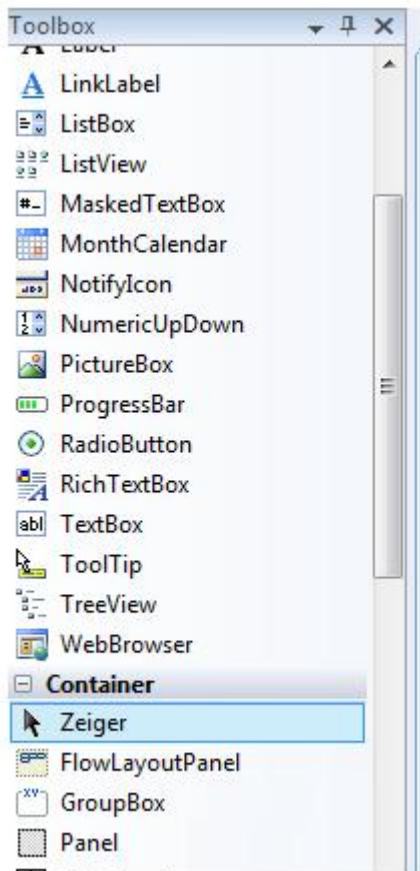 Toolbox
Label
LinkLabel
ListBox
ListView
MaskedTextBox
MonthCalendar
NotifyIcon
NumericUpDown
PictureBox
ProgressBar
RadioButton
RichTextBox
TextBox
ToolTip
TreeView
WebBrowser
Container
Zeiger
FlowLayoutPanel
GroupBox
Panel